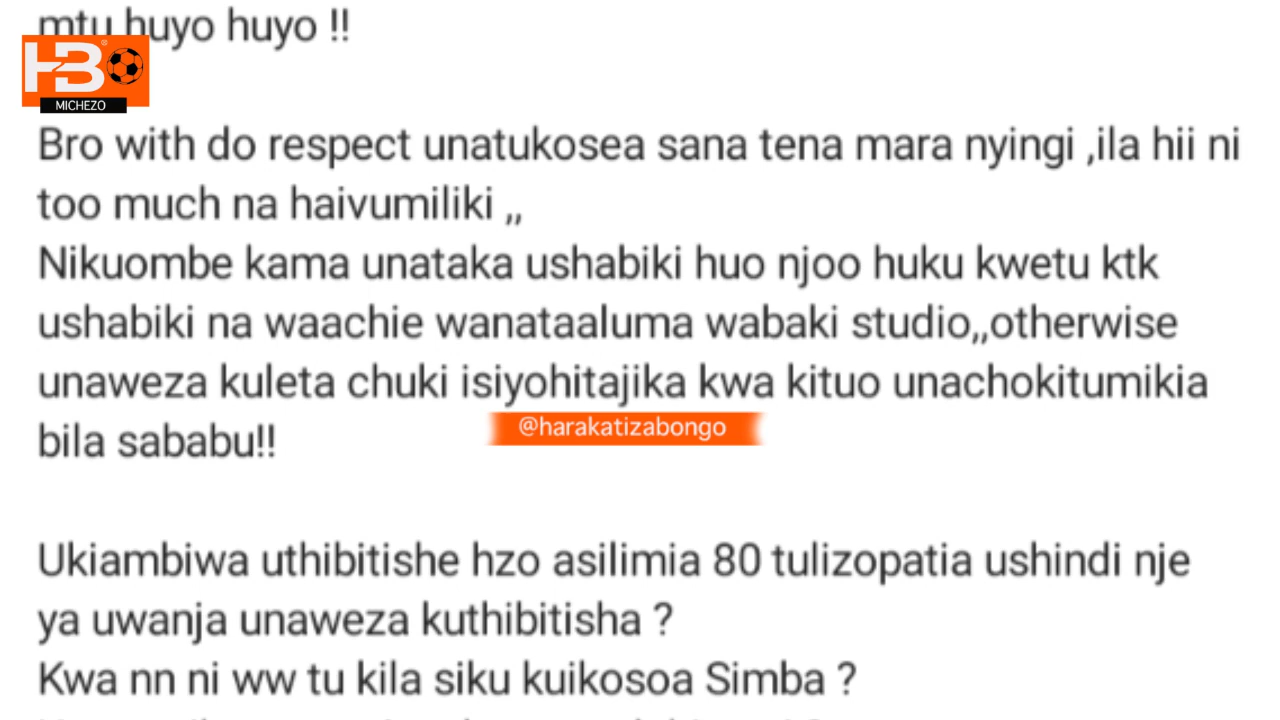 mtu huyo huyo !!
HB
MICHEZO
Bro with do respect unatukosea sana tena mara nyingi ,ila hii ni
too much na haivumiliki ,,
Nikuombe kama unataka ushabiki huo njoo huku kwetu ktk
ushabiki na waachie wanataaluma wabaki studio,,otherwise
unaweza kuleta chuki isiyohitajika kwa kituo unachokitumikia
@harakatizabongo
bila sababu!!
Ukiambiwa uthibitishe hzo asilimia 80 tulizopatia ushindi nje
ya uwanja unaweza kuthibitisha ?
Kwa nn ni ww tu kila siku kuikosoa Simba ?